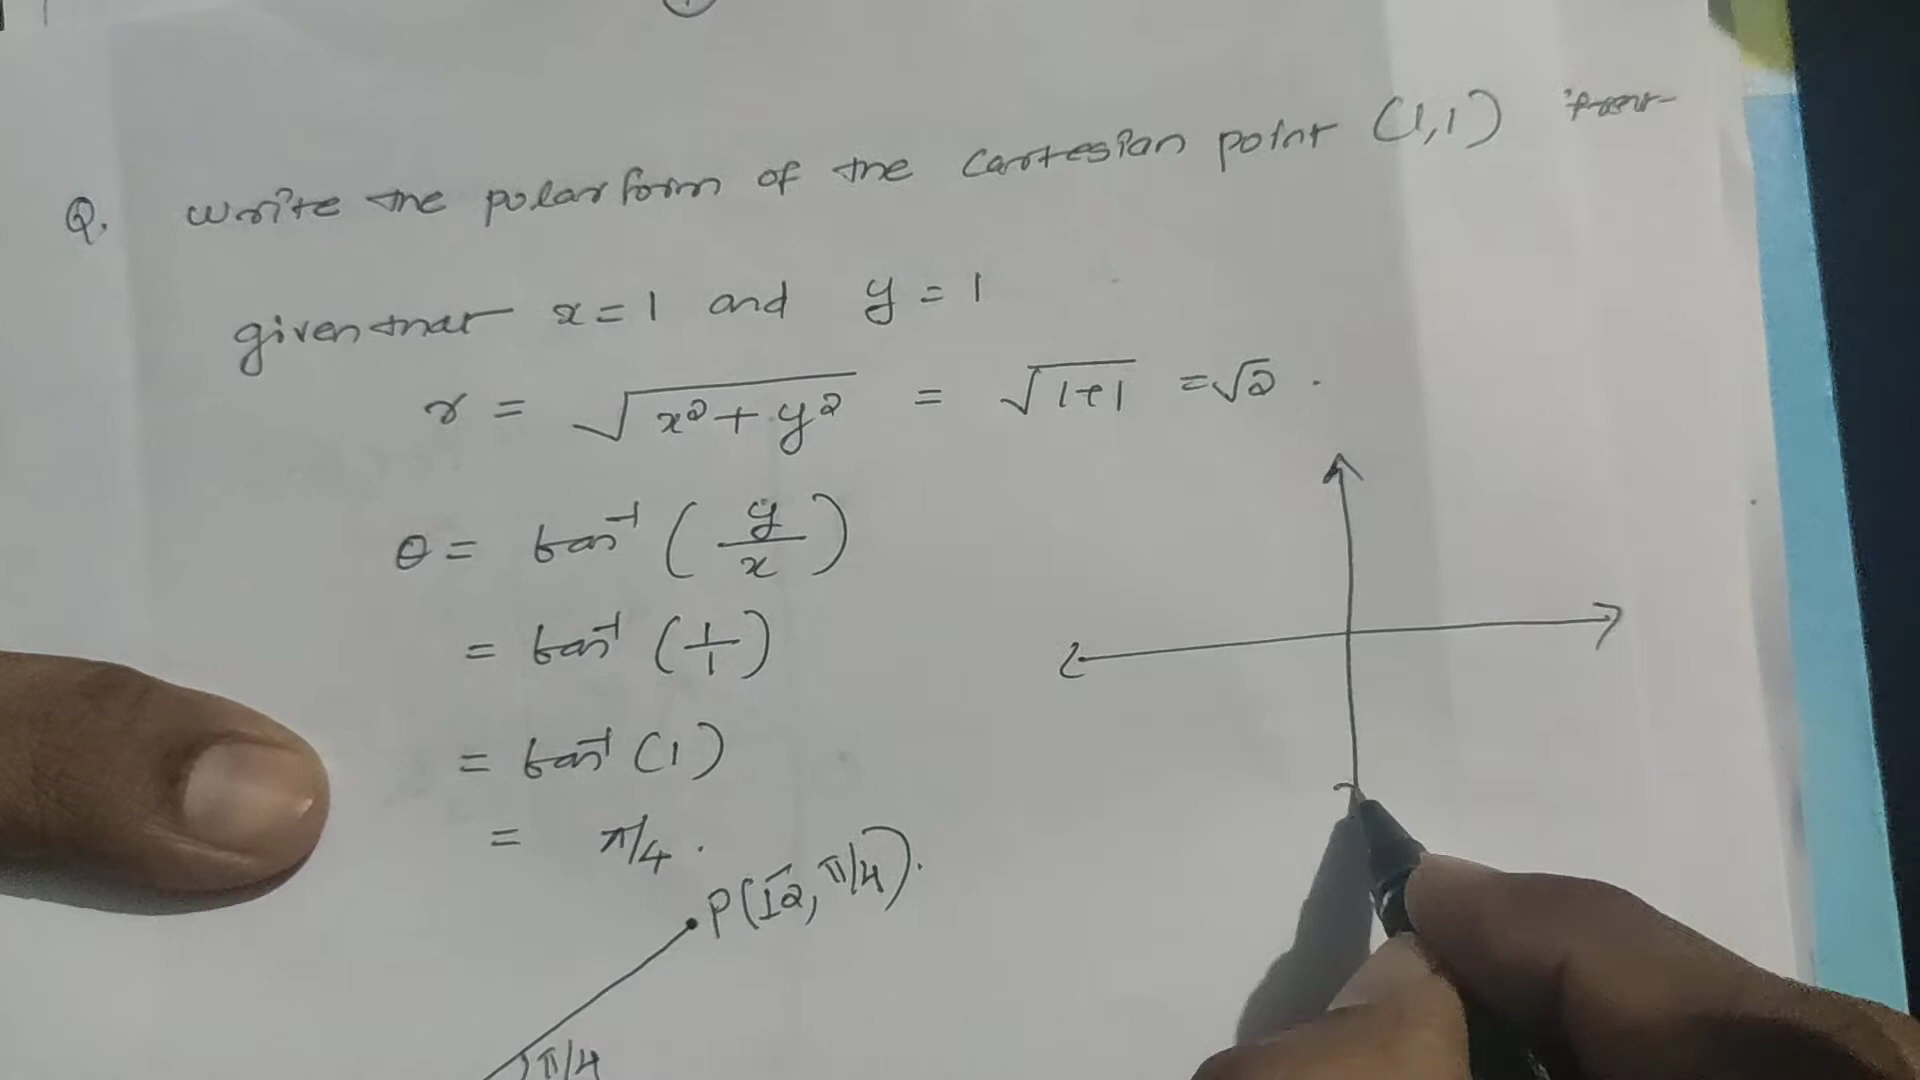 Q. write the polar form of the cartesian point (1,1)
given that x=1 and y = 1
r = √x²+y² = √1+1 =√2 .
θ = tan⁻¹ (y/x)
= tan⁻¹ (1/1)
= tan⁻¹ (1)
= π/4 .
P(√2, π/4).
π/4